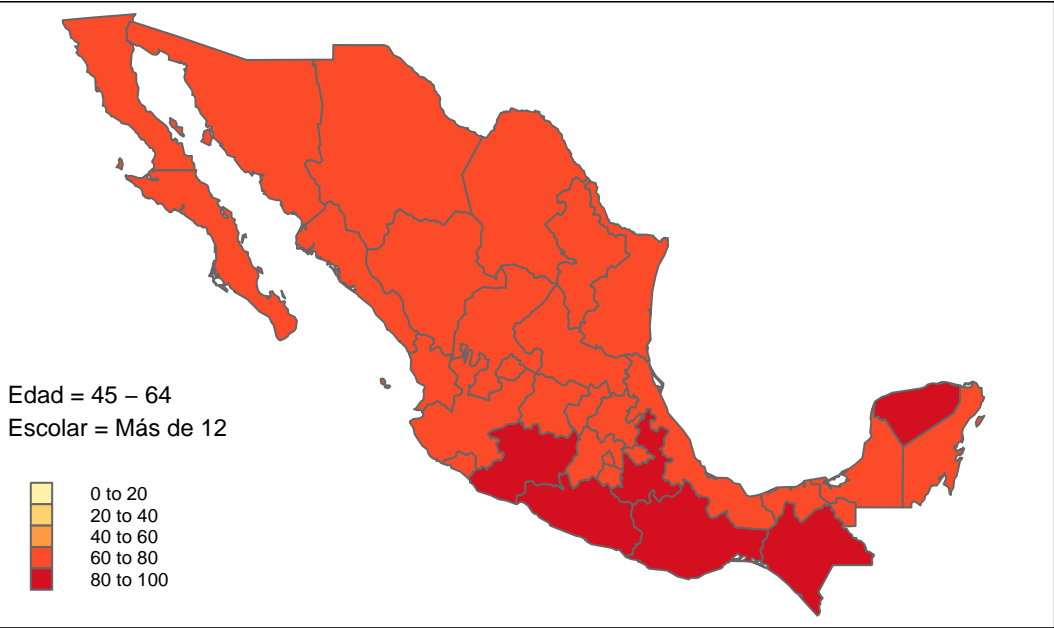 Edad = 45 – 64
Escolar = Más de 12
0 to 20
20 to 40
40 to 60
60 to 80
80 to 100